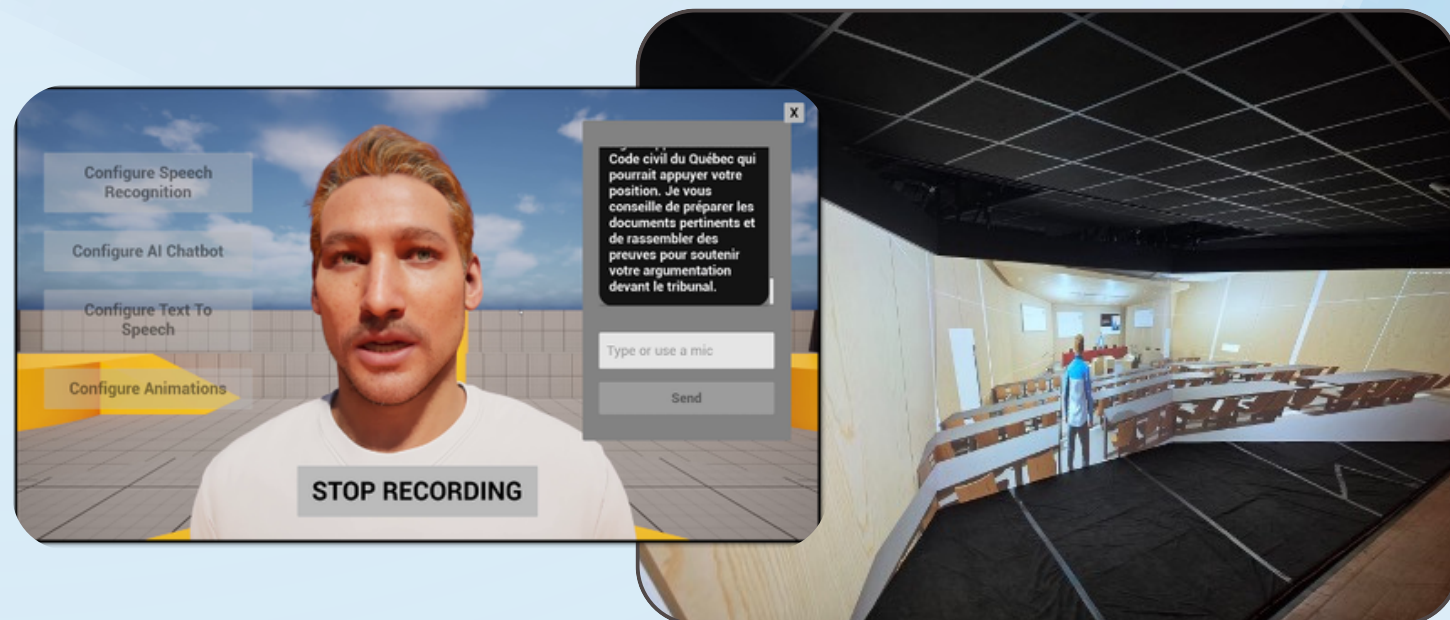 Configure Speech
Recognition
Configure AI Chatbot
Configure Text To
Speech
Configure Animations
STOP RECORDING
X
Code civil du Québec qui
pourrait appuyer votre
position. Je vous
conseille de préparer les
documents pertinents et
de rassembler des
preuves pour soutenir
votre argumentation
devant le tribunal.
Type or use a mic
Send